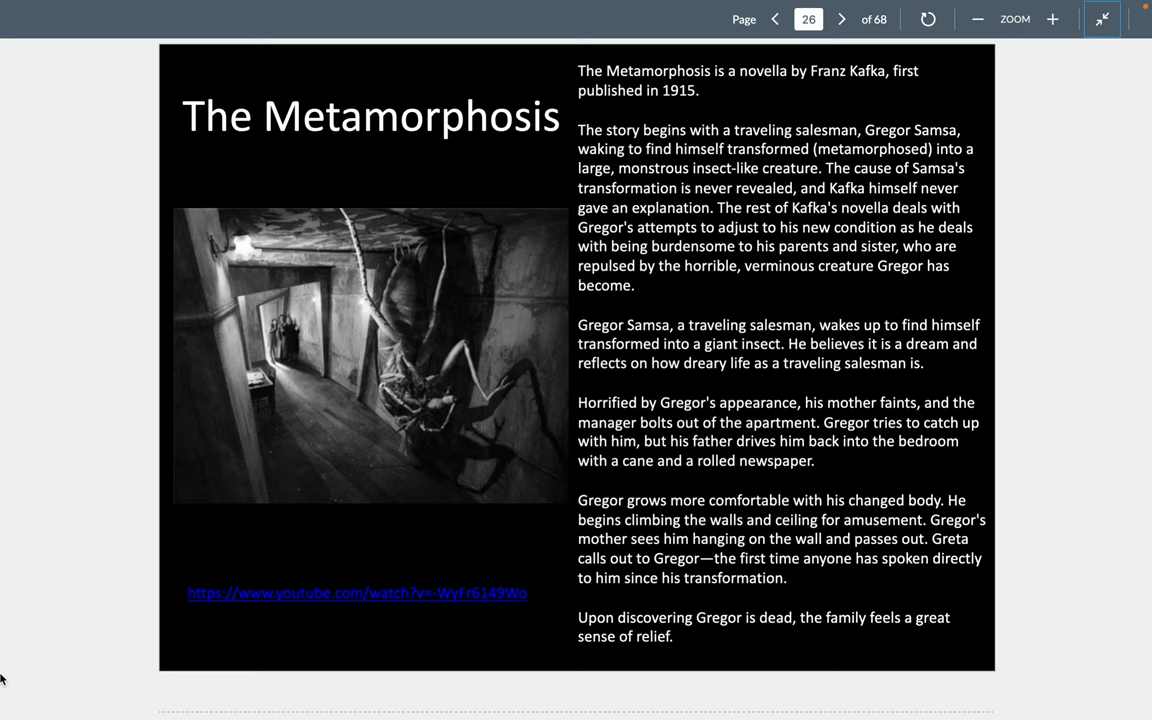 Page 26 of 68 ZOOM
The Metamorphosis
The Metamorphosis is a novella by Franz Kafka, first
published in 1915.
The story begins with a traveling salesman, Gregor Samsa,
waking to find himself transformed (metamorphosed) into a
large, monstrous insect-like creature. The cause of Samsa's
transformation is never revealed, and Kafka himself never
gave an explanation. The rest of Kafka's novella deals with
Gregor's attempts to adjust to his new condition as he deals
with being burdensome to his parents and sister, who are
repulsed by the horrible, verminous creature Gregor has
become.
Gregor Samsa, a traveling salesman, wakes up to find himself
transformed into a giant insect. He believes it is a dream and
reflects on how dreary life as a traveling salesman is.
Horrified by Gregor's appearance, his mother faints, and the
manager bolts out of the apartment. Gregor tries to catch up
with him, but his father drives him back into the bedroom
with a cane and a rolled newspaper.
Gregor grows more comfortable with his changed body. He
begins climbing the walls and ceiling for amusement. Gregor's
mother sees him hanging on the wall and passes out. Greta
calls out to Gregor—the first time anyone has spoken directly
to him since his transformation.
Upon discovering Gregor is dead, the family feels a great
sense of relief.
https://www.youtube.com/watch?v=-WyFr6149Wo